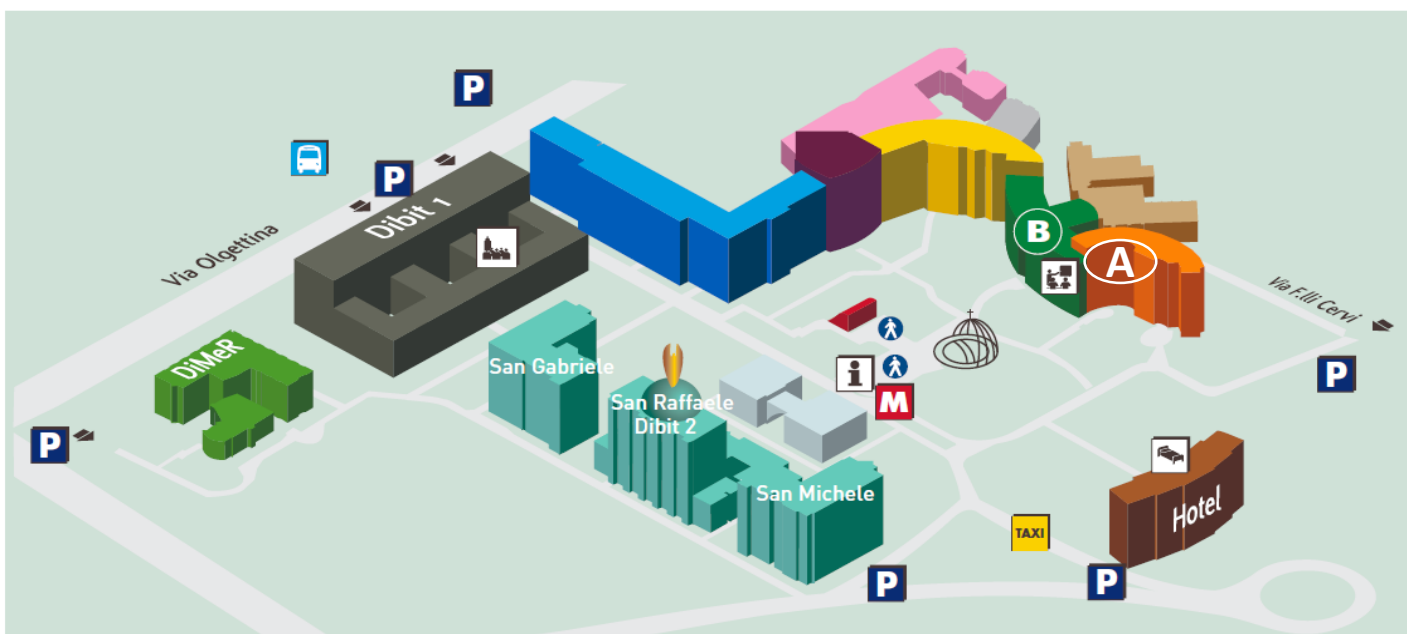 P
P
Dibit 1
Via Olgettina
B
A
Via F.lli Cervi
DiMeR
San Gabriele
San Raffaele
Dibit 2
i
M
P
P
San Michele
Hotel
TAXI
P
P